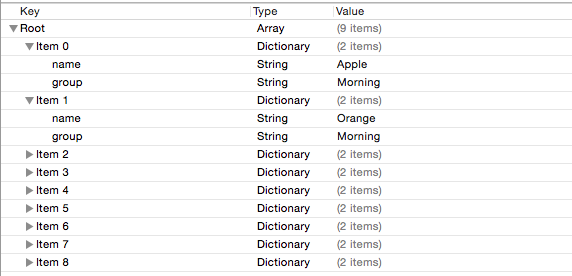 Key Type Value
Root Array (9 items)
Item 0 Dictionary (2 items)
name String Apple
group String Morning
Item 1 Dictionary (2 items)
name String Orange
group String Morning
Item 2 Dictionary (2 items)
Item 3 Dictionary (2 items)
Item 4 Dictionary (2 items)
Item 5 Dictionary (2 items)
Item 6 Dictionary (2 items)
Item 7 Dictionary (2 items)
Item 8 Dictionary (2 items)